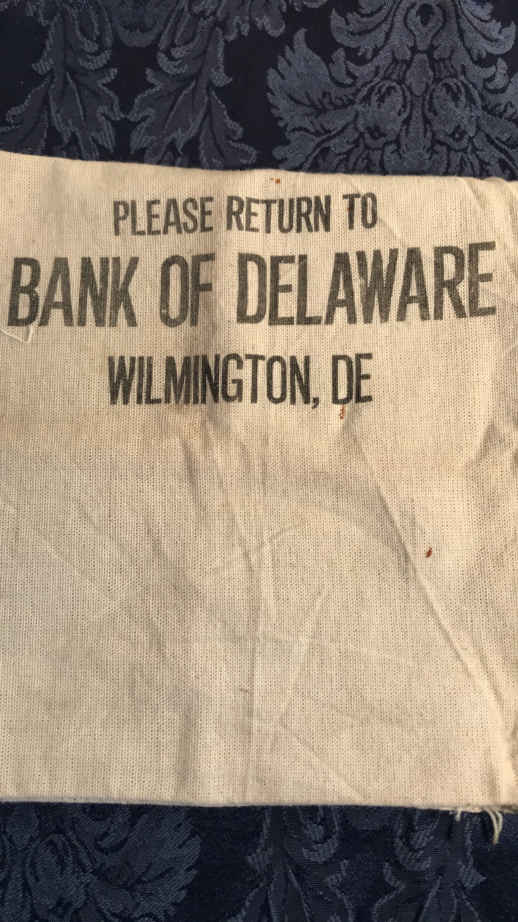 PLEASE RETURN TO
BANK OF DELAWARE
WILMINGTON, DE